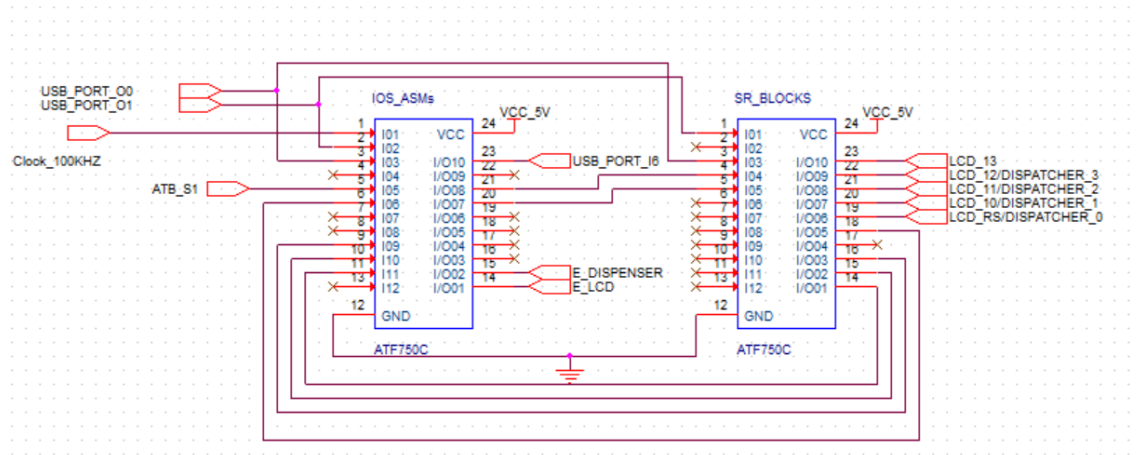 USB_PORT_O0
USB_PORT_O1
Clock_100KHZ
ATB_S1
IOS_ASMs
1 I01
2 I02
3 I03
4 I04
5 I05
6 I06
7 I07
8 I08
9 I09
10 I10
11 I11
13 I12
12 GND
VCC 24
VCC_5V
I/O10 23
I/O09 22
I/O08 21
I/O07 20
I/O06 19
I/O05 18
I/O04 17
I/O03 16
I/O02 15
I/O01 14
ATF750C
USB_PORT_I6
E_DISPENSER
E_LCD
SR_BLOCKS
1 I01
2 I02
3 I03
4 I04
5 I05
6 I06
7 I07
8 I08
9 I09
10 I10
11 I11
13 I12
12 GND
VCC 24
VCC_5V
I/O10 23
I/O09 22
I/O08 21
I/O07 20
I/O06 19
I/O05 18
I/O04 17
I/O03 16
I/O02 15
I/O01 14
ATF750C
LCD_13
LCD_12/DISPATCHER_3
LCD_11/DISPATCHER_2
LCD_10/DISPATCHER_1
LCD_RS/DISPATCHER_0